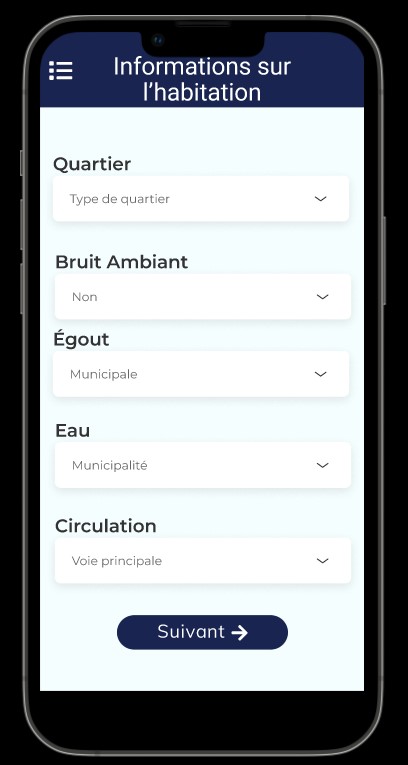 Informations sur
l’habitation
Quartier
Type de quartier
Bruit Ambiant
Non
Égout
Municipale
Eau
Municipalité
Circulation
Voie principale
Suivant